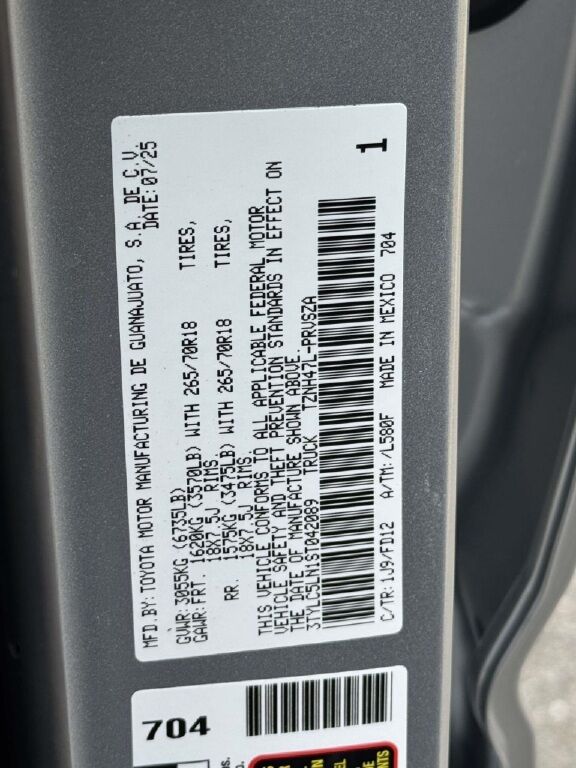 MFD.BY: TOYOTA MOTOR MANUFACTURING DE GUANAJUATO, S.A. DE C.V.
DATE: 07/25
GVWR: 3055KG (6735LB)
GAWR: FRT. 1620KG (3570LB) WITH 265/70R18 TIRES,
18X7.5J RIMS
RR. 1575KG (3475LB) WITH 265/70R18 TIRES,
18X7.5J RIMS.
THIS VEHICLE CONFORMS TO ALL APPLICABLE FEDERAL MOTOR
VEHICLE SAFETY AND THEFT PREVENTION STANDARDS IN EFFECT ON
THE DATE OF MANUFACTURE SHOWN ABOVE.
3TYLC5LN1ST042089 TRUCK TZNH47L-PRVSZA
1
C/TR: 1J9/FD12 A/TM: /L580F MADE IN MEXICO 704
704